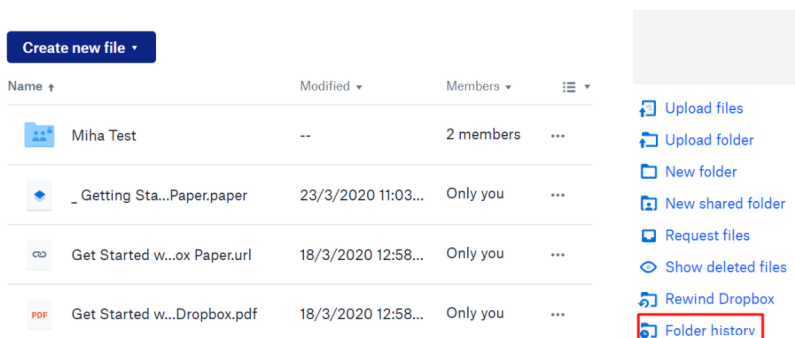 Create new file
Name Modified Members
Miha Test -- 2 members ...
_ Getting Sta...Paper.paper 23/3/2020 11:03... Only you ...
Get Started w...ox Paper.url 18/3/2020 12:58... Only you ...
PDF Get Started w...Dropbox.pdf 18/3/2020 12:58... Only you ...
Upload files
Upload folder
New folder
New shared folder
Request files
Show deleted files
Rewind Dropbox
Folder history